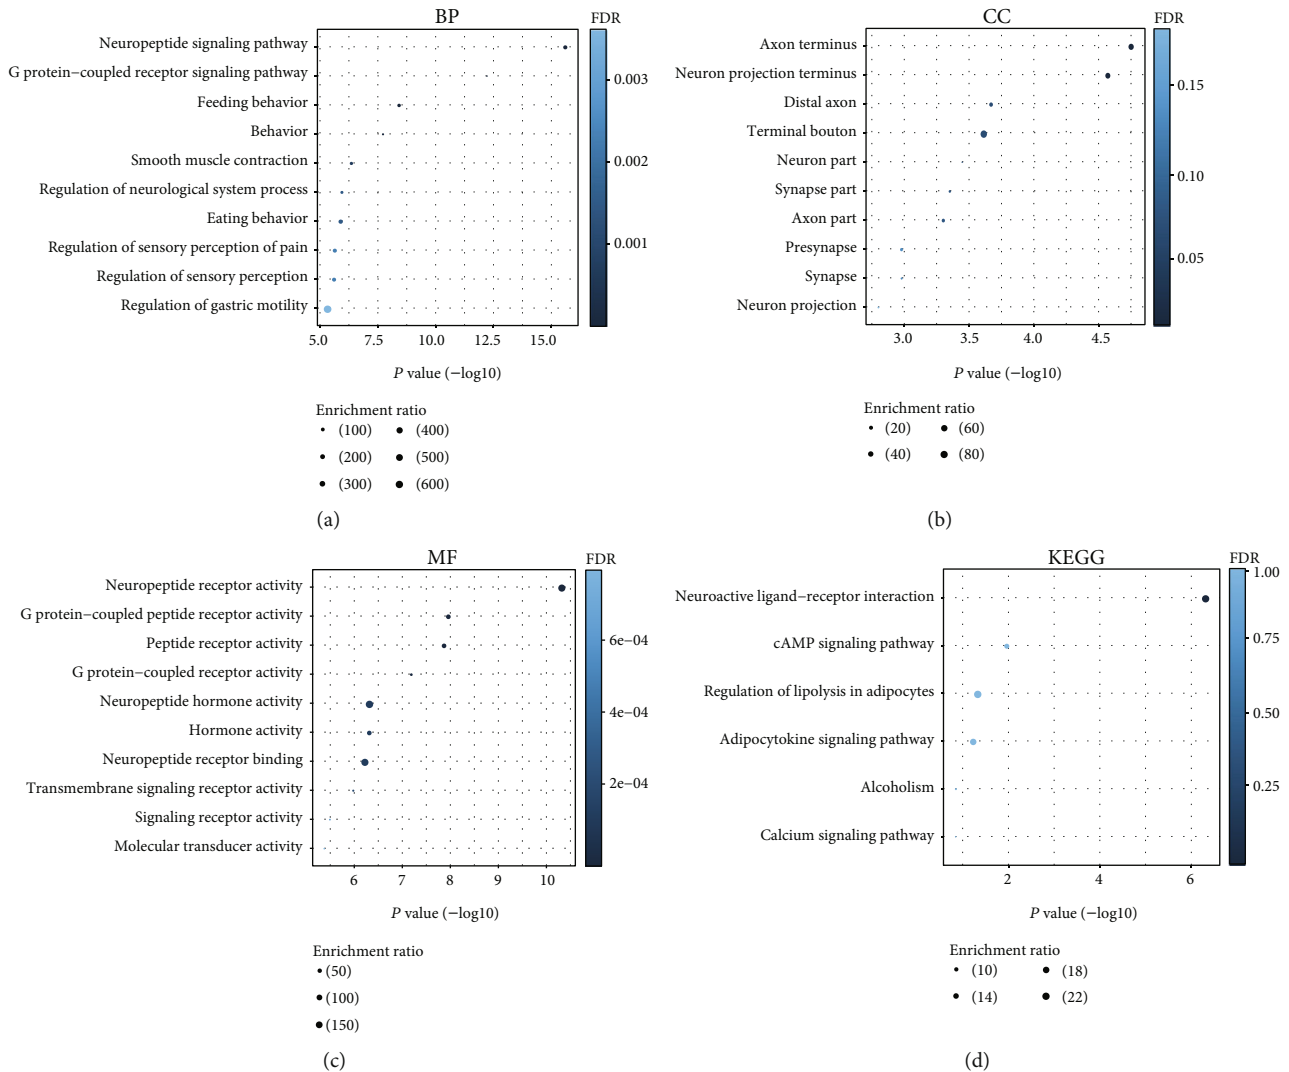 BP
FDR
Neuropeptide signaling pathway
G protein−coupled receptor signaling pathway
Feeding behavior
Behavior
Smooth muscle contraction
Regulation of neurological system process
Eating behavior
Regulation of sensory perception of pain
Regulation of sensory perception
Regulation of gastric motility
0.003
0.002
0.001
5.0 7.5 10.0 12.5 15.0
P value (−log10)
Enrichment ratio
(100) (400)
(200) (500)
(300) (600)
(a)
CC
FDR
Axon terminus
Neuron projection terminus
Distal axon
Terminal bouton
Neuron part
Synapse part
Axon part
Presynapse
Synapse
Neuron projection
0.15
0.10
0.05
3.0 3.5 4.0 4.5
P value (−log10)
Enrichment ratio
(20) (60)
(40) (80)
(b)
MF
FDR
Neuropeptide receptor activity
G protein−coupled peptide receptor activity
Peptide receptor activity
G protein−coupled receptor activity
Neuropeptide hormone activity
Hormone activity
Neuropeptide receptor binding
Transmembrane signaling receptor activity
Signaling receptor activity
Molecular transducer activity
6e−04
4e−04
2e−04
6 7 8 9 10
P value (−log10)
Enrichment ratio
(50)
(100)
(150)
(c)
KEGG
FDR
Neuroactive ligand−receptor interaction
cAMP signaling pathway
Regulation of lipolysis in adipocytes
Adipocytokine signaling pathway
Alcoholism
Calcium signaling pathway
1.00
0.75
0.50
0.25
2 4 6
P value (−log10)
Enrichment ratio
(10) (18)
(14) (22)
(d)